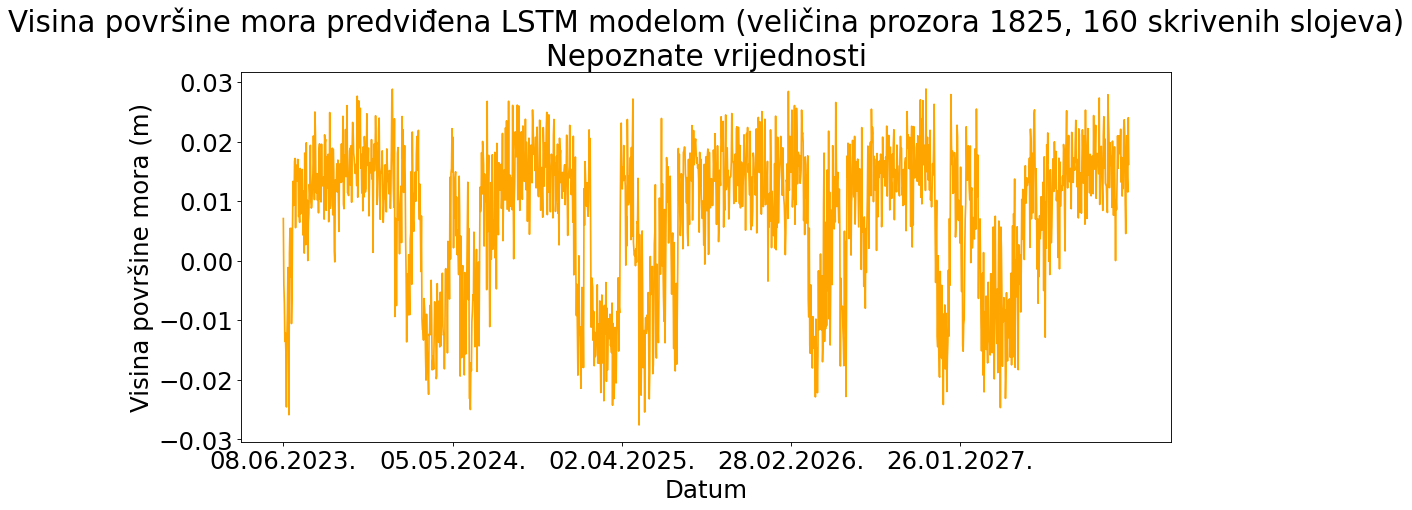 Visina površine mora predviđena LSTM modelom (veličina prozora 1825, 160 skrivenih slojeva)
Nepoznate vrijednosti
Visina površine mora (m)
0.03
0.02
0.01
0.00
−0.01
−0.02
−0.03
08.06.2023. 05.05.2024. 02.04.2025. 28.02.2026. 26.01.2027.
Datum